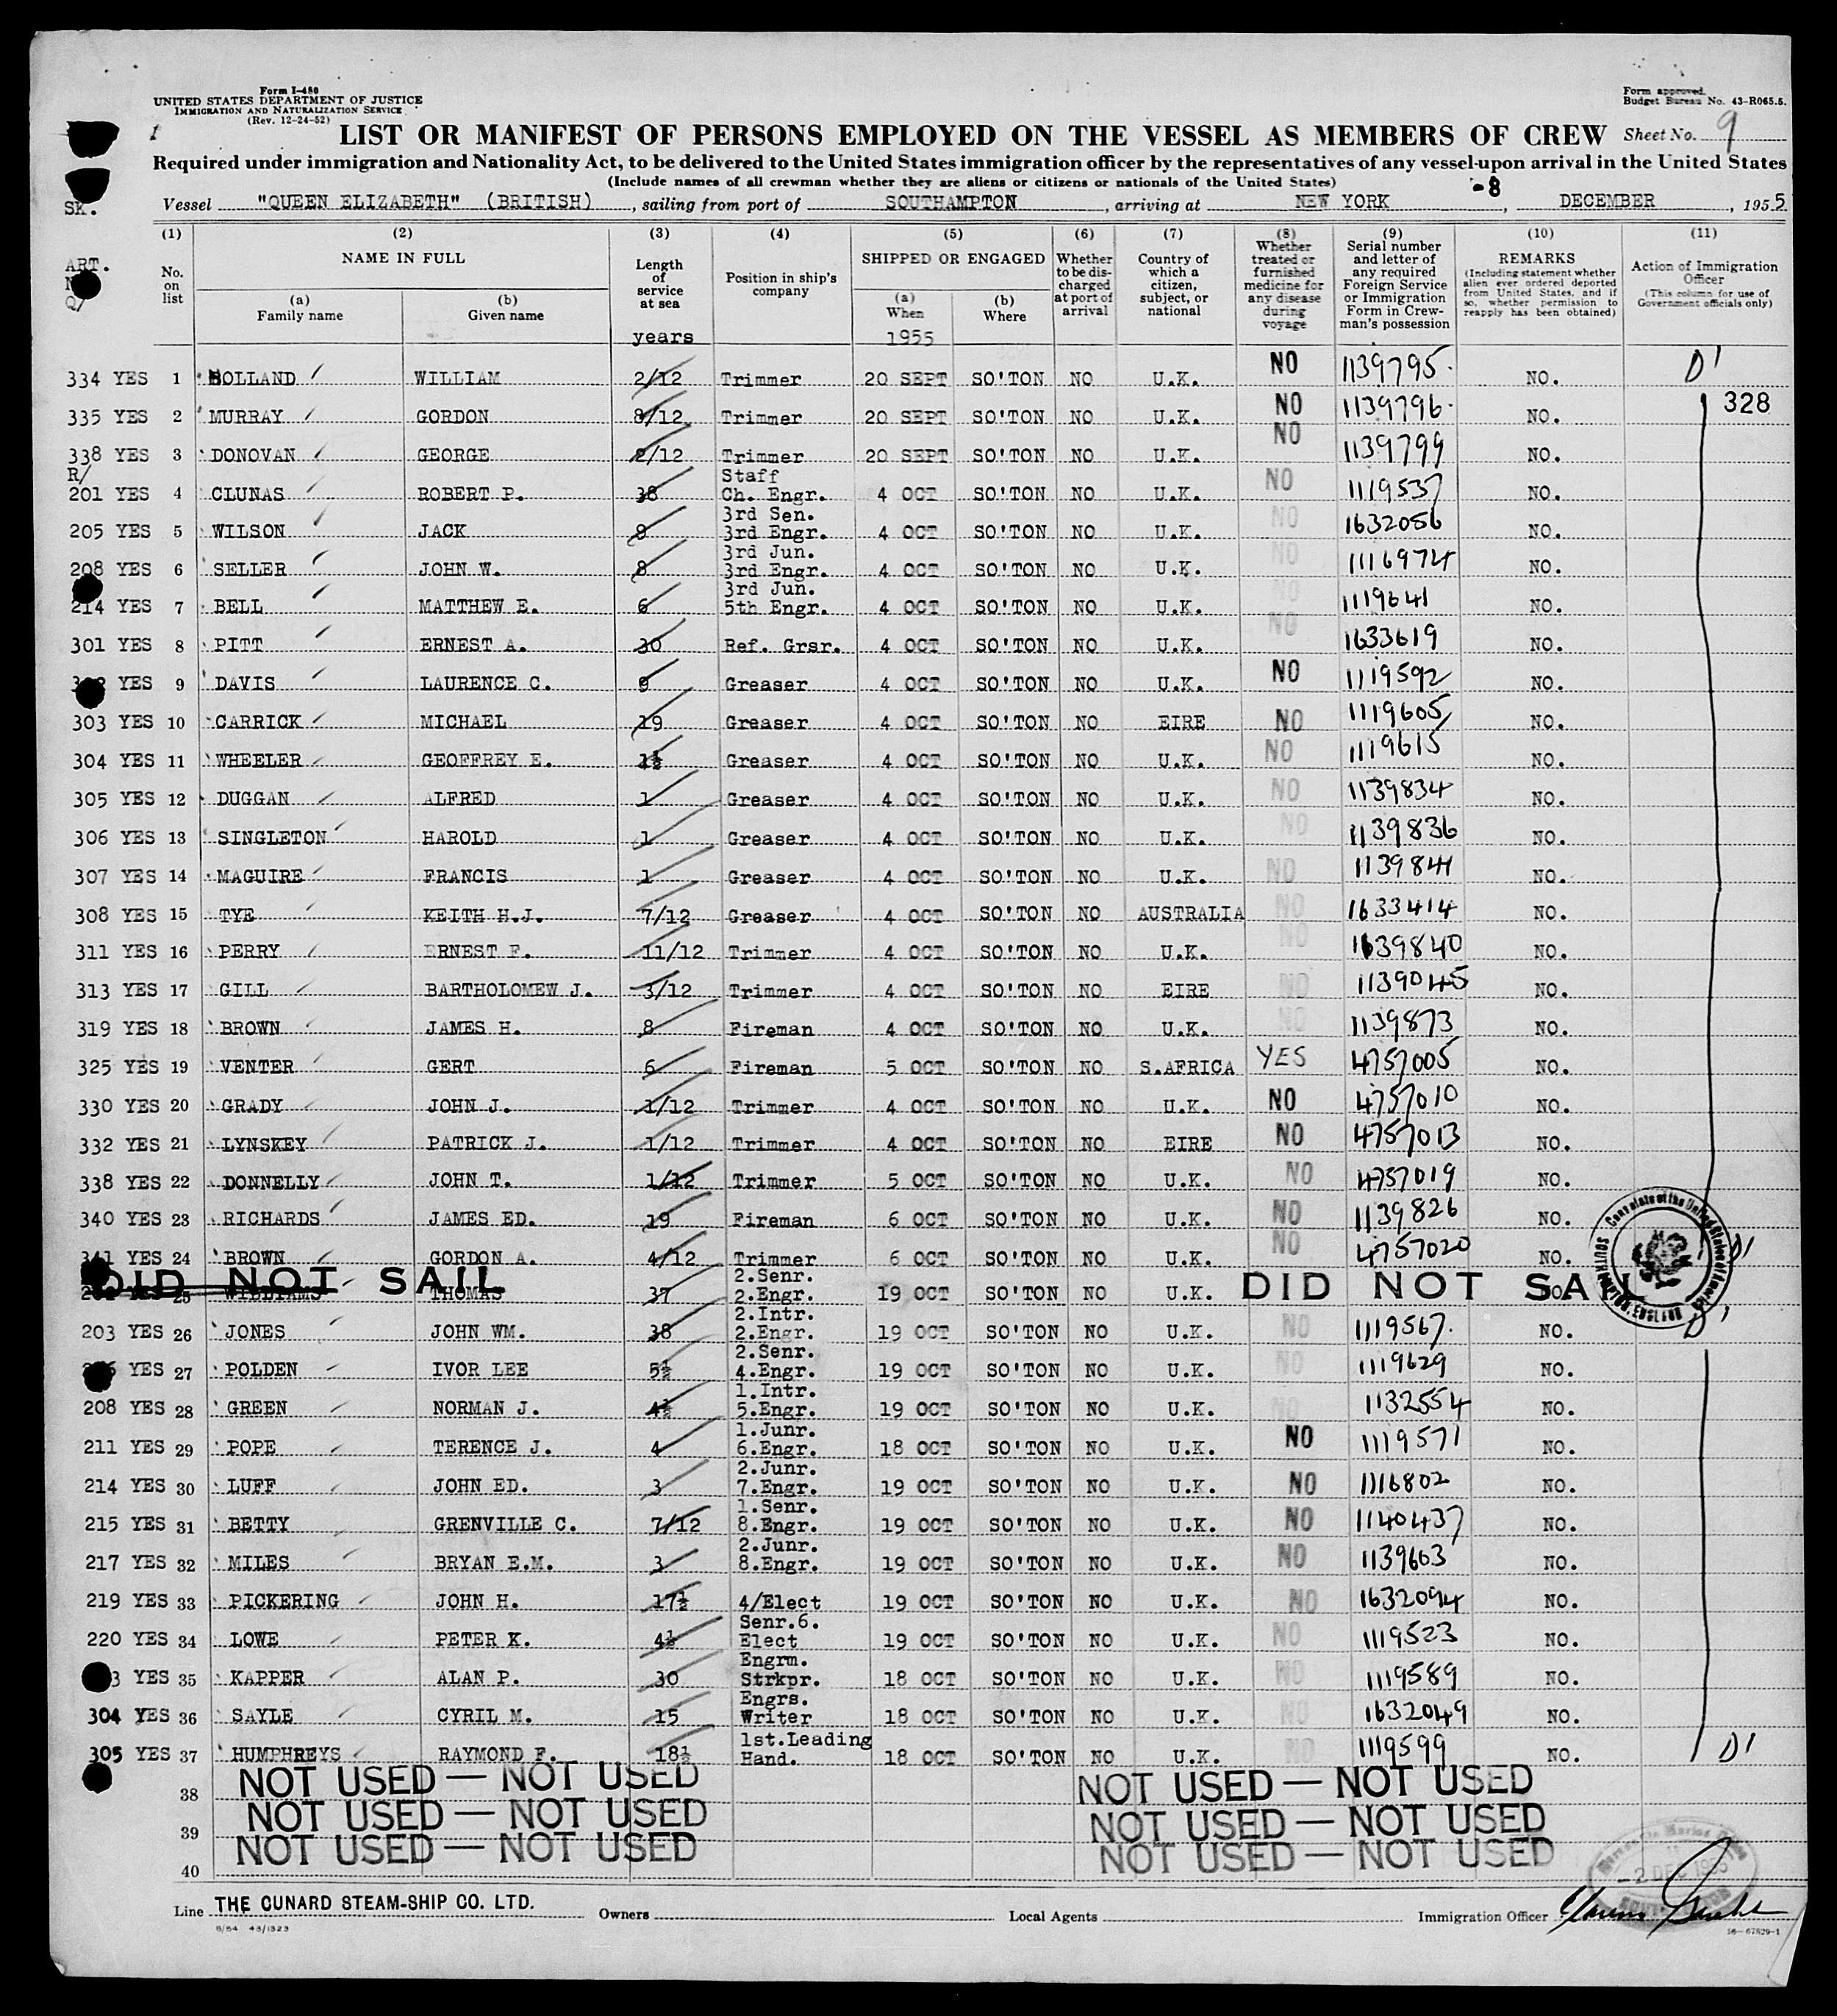 Form I-480
UNITED STATES DEPARTMENT OF JUSTICE
IMMIGRATION AND NATURALIZATION SERVICE
(Rev. 12-24-52)
Form approved.
Budget Bureau No. 43-R065.5.
LIST OR MANIFEST OF PERSONS EMPLOYED ON THE VESSEL AS MEMBERS OF CREW Sheet No. 9
Required under immigration and Nationality Act, to be delivered to the United States immigration officer by the representatives of any vessel upon arrival in the United States
(Include names of all crewman whether they are aliens or citizens or nationals of the United States)
SK. Vessel "QUEEN ELIZABETH" (BRITISH), sailing from port of SOUTHAMPTON, arriving at NEW YORK -8, DECEMBER, 1955
(1) (2) (3) (4) (5) (6) (7) (8) (9) (10) (11)
ART.
No. on list
NAME IN FULL
(a) Family name
(b) Given name
Length of service at sea
years
Position in ship's company
SHIPPED OR ENGAGED
(a) When
1955
(b) Where
Whether to be discharged at port of arrival
Country of which a citizen, subject, or national
Whether treated or furnished medicine for any disease during voyage
Serial number and letter of any required Foreign Service or Immigration Form in Crewman's possession
REMARKS
(Including statement whether alien ever ordered deported from United States, and if so, whether permission to reapply has been obtained)
Action of Immigration Officer
(This column for use of Government officials only)
334 YES 1 BOLLAND WILLIAM 2/12 Trimmer 20 SEPT SO'TON NO U.K. NO 1139795 NO. D1
335 YES 2 MURRAY GORDON 8/12 Trimmer 20 SEPT SO'TON NO U.K. NO 1139796 NO. 328
338 YES 3 DONOVAN GEORGE 2/12 Trimmer 20 SEPT SO'TON NO U.K. NO 1139799 NO.
R/
201 YES 4 CLUNAS ROBERT P. 38 Staff Ch. Engr. 4 OCT SO'TON NO U.K. NO 1119537 NO.
205 YES 5 WILSON JACK 9 3rd Sen. 3rd Engr. 4 OCT SO'TON NO U.K. NO 1632056 NO.
208 YES 6 SELLER JOHN W. 8 3rd Jun. 3rd Engr. 4 OCT SO'TON NO U.K. NO 1116974 NO.
214 YES 7 BELL MATTHEW E. 6 3rd Jun. 5th Engr. 4 OCT SO'TON NO U.K. NO 1119641 NO.
301 YES 8 PITT ERNEST A. 30 Ref. Grsr. 4 OCT SO'TON NO U.K. NO 1633619 NO.
YES 9 DAVIS LAURENCE C. 9 Greaser 4 OCT SO'TON NO U.K. NO 1119592 NO.
303 YES 10 CARRICK MICHAEL 19 Greaser 4 OCT SO'TON NO EIRE NO 1119605 NO.
304 YES 11 WHEELER GEOFFREY E. 1½ Greaser 4 OCT SO'TON NO U.K. NO 1119615 NO.
305 YES 12 DUGGAN ALFRED 1 Greaser 4 OCT SO'TON NO U.K. NO 1139834 NO.
306 YES 13 SINGLETON HAROLD 1 Greaser 4 OCT SO'TON NO U.K. NO 1139836 NO.
307 YES 14 MAGUIRE FRANCIS 1 Greaser 4 OCT SO'TON NO U.K. NO 1139841 NO.
308 YES 15 TYE KEITH H.J. 7/12 Greaser 4 OCT SO'TON NO AUSTRALIA NO 1633414 NO.
311 YES 16 PERRY ERNEST F. 11/12 Trimmer 4 OCT SO'TON NO U.K. NO 1639840 NO.
313 YES 17 GILL BARTHOLOMEW J. 3/12 Trimmer 4 OCT SO'TON NO EIRE NO 1139045 NO.
319 YES 18 BROWN JAMES H. 8 Fireman 4 OCT SO'TON NO U.K. NO 1139873 NO.
325 YES 19 VENTER GERT 6 Fireman 5 OCT SO'TON NO S.AFRICA YES 4757005 NO.
330 YES 20 GRADY JOHN J. 1/12 Trimmer 4 OCT SO'TON NO U.K. NO 4757010 NO.
332 YES 21 LYNSKEY PATRICK J. 1/12 Trimmer 4 OCT SO'TON NO EIRE NO 4757013 NO.
338 YES 22 DONNELLY JOHN T. 1/12 Trimmer 5 OCT SO'TON NO U.K. NO 4757019 NO.
340 YES 23 RICHARDS JAMES ED. 19 Fireman 6 OCT SO'TON NO U.K. NO 1139826 NO.
341 YES 24 BROWN GORDON A. 4/12 Trimmer 6 OCT SO'TON NO U.K. NO 4757020 NO. D1
DID NOT SAIL DID NOT SAIL
YES 25 WILLIAMS THOMAS 37 2.Senr. 2.Engr. 19 OCT SO'TON NO U.K.
203 YES 26 JONES JOHN WM. 38 2.Intr. 2.Engr. 19 OCT SO'TON NO U.K. NO 1119567 NO. D1
YES 27 POLDEN IVOR LEE 5½ 2.Senr. 4.Engr. 19 OCT SO'TON NO U.K. NO 1119629 NO.
208 YES 28 GREEN NORMAN J. 4½ 1.Intr. 5.Engr. 19 OCT SO'TON NO U.K. NO 1132554 NO.
211 YES 29 POPE TERENCE J. 4 1.Junr. 6.Engr. 18 OCT SO'TON NO U.K. NO 1119571 NO.
214 YES 30 LUFF JOHN ED. 3 2.Junr. 7.Engr. 19 OCT SO'TON NO U.K. NO 1116802 NO.
215 YES 31 BETTY GRENVILLE C. 7/12 1.Senr. 8.Engr. 19 OCT SO'TON NO U.K. NO 1140437 NO.
217 YES 32 MILES BRYAN E.M. 3 2.Junr. 8.Engr. 19 OCT SO'TON NO U.K. NO 1139603 NO.
219 YES 33 PICKERING JOHN H. 17½ 4/Elect 19 OCT SO'TON NO U.K. NO 1632094 NO.
220 YES 34 LOWE PETER K. 4½ Senr.6. Elect 19 OCT SO'TON NO U.K. NO 1119523 NO.
3 YES 35 KAPPER ALAN P. 30 Engrm. Strkpr. 18 OCT SO'TON NO U.K. NO 1119589 NO.
304 YES 36 SAYLE CYRIL M. 15 Engrs. Writer 18 OCT SO'TON NO U.K. NO 1632049 NO.
305 YES 37 HUMPHREYS RAYMOND F. 18½ 1st.Leading Hand. 18 OCT SO'TON NO U.K. NO 1119599 NO. D1
38 NOT USED — NOT USED NOT USED — NOT USED
39 NOT USED — NOT USED NOT USED — NOT USED
40 NOT USED — NOT USED NOT USED — NOT USED
Consulate of the United States of America
SOUTHAMPTON, ENGLAND
2 DEC 1955
Line THE CUNARD STEAM-SHIP CO. LTD. Owners Local Agents Immigration Officer
8/54 43/1323
16-67829-1